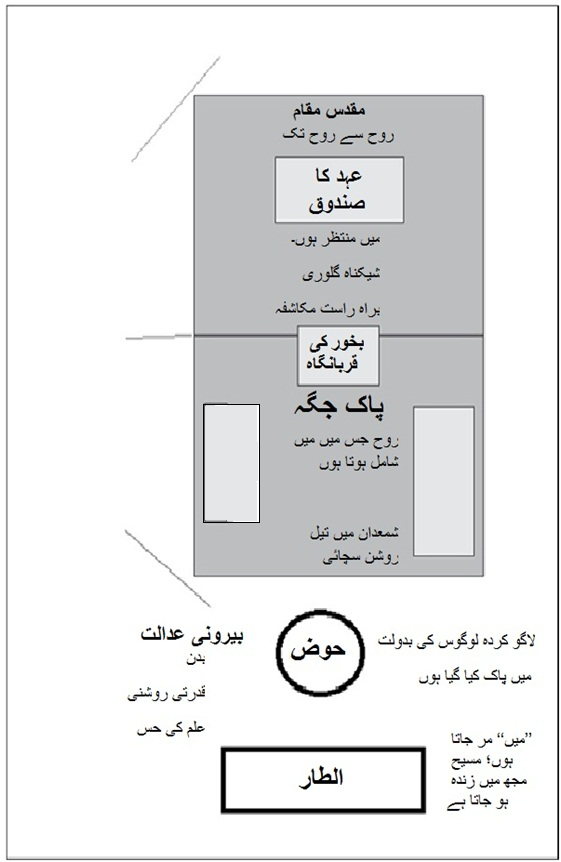 مقدس مقام
روح سے روح تک
عہد کا
صندوق
میں منتظر ہوں۔
شیکناہ گلوری
براہ راست مکاشفہ
بخور کی
قربانگاہ
پاک جگہ
روح جس میں میں
شامل ہوتا ہوں
شمعدان میں تیل
روشن سچائی
بیرونی عدالت
بدن
قدرتی روشنی
علم کی حس
حوض
لاگو کردہ لوگوس کی بدولت
میں پاک کیا گیا ہوں
الطار
”میں“ مر جاتا
ہوں؛ مسیح
مجھ میں زندہ
ہو جاتا ہے